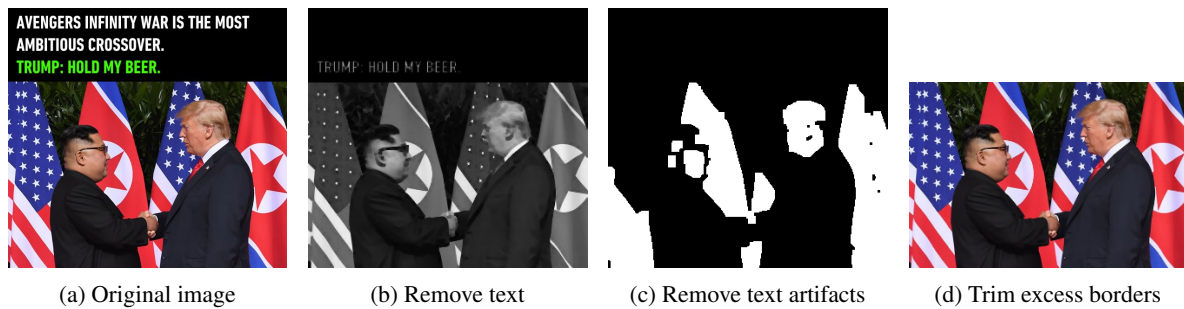 AVENGERS INFINITY WAR IS THE MOST
AMBITIOUS CROSSOVER.
TRUMP: HOLD MY BEER.
TRUMP: HOLD MY BEER.
(a) Original image
(b) Remove text
(c) Remove text artifacts
(d) Trim excess borders